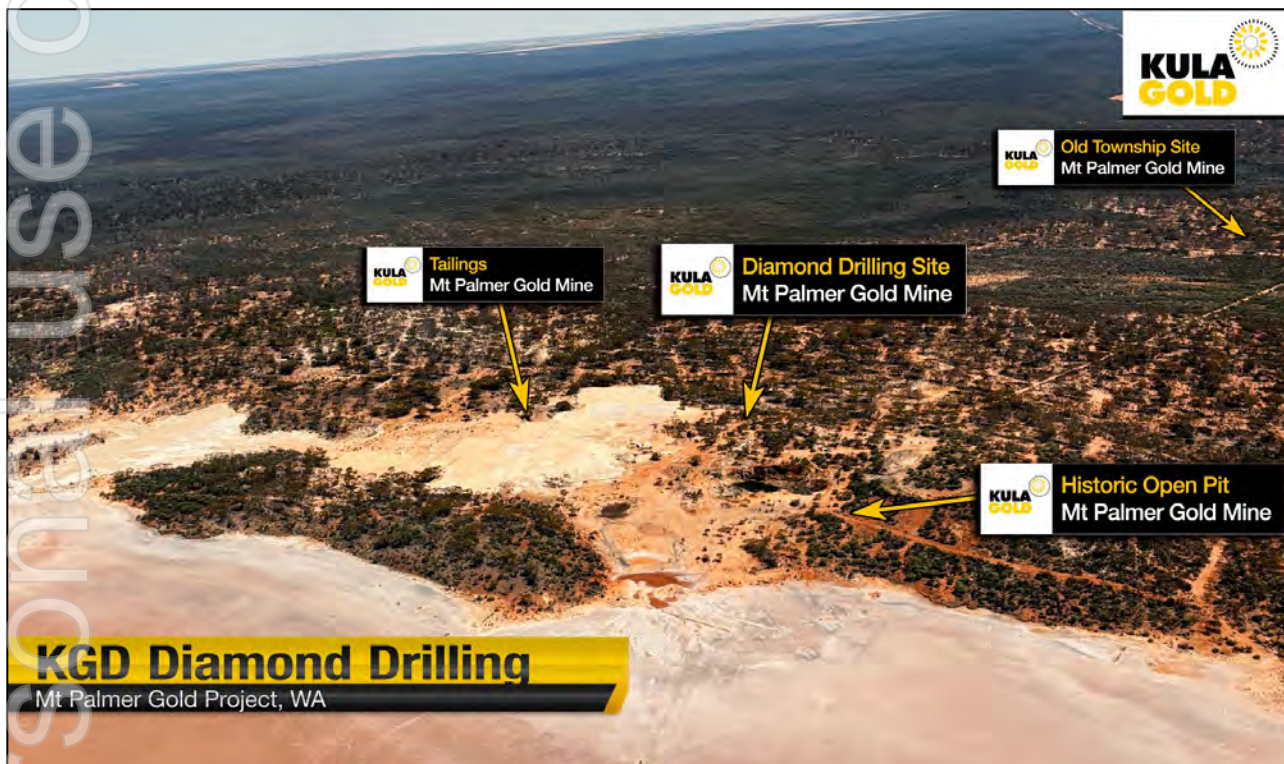 KULA
GOLD
KULA
GOLD
Old Township Site
Mt Palmer Gold Mine
KULA
GOLD
Tailings
Mt Palmer Gold Mine
KULA
GOLD
Diamond Drilling Site
Mt Palmer Gold Mine
KULA
GOLD
Historic Open Pit
Mt Palmer Gold Mine
KGD Diamond Drilling
Mt Palmer Gold Project, WA
sonal use o